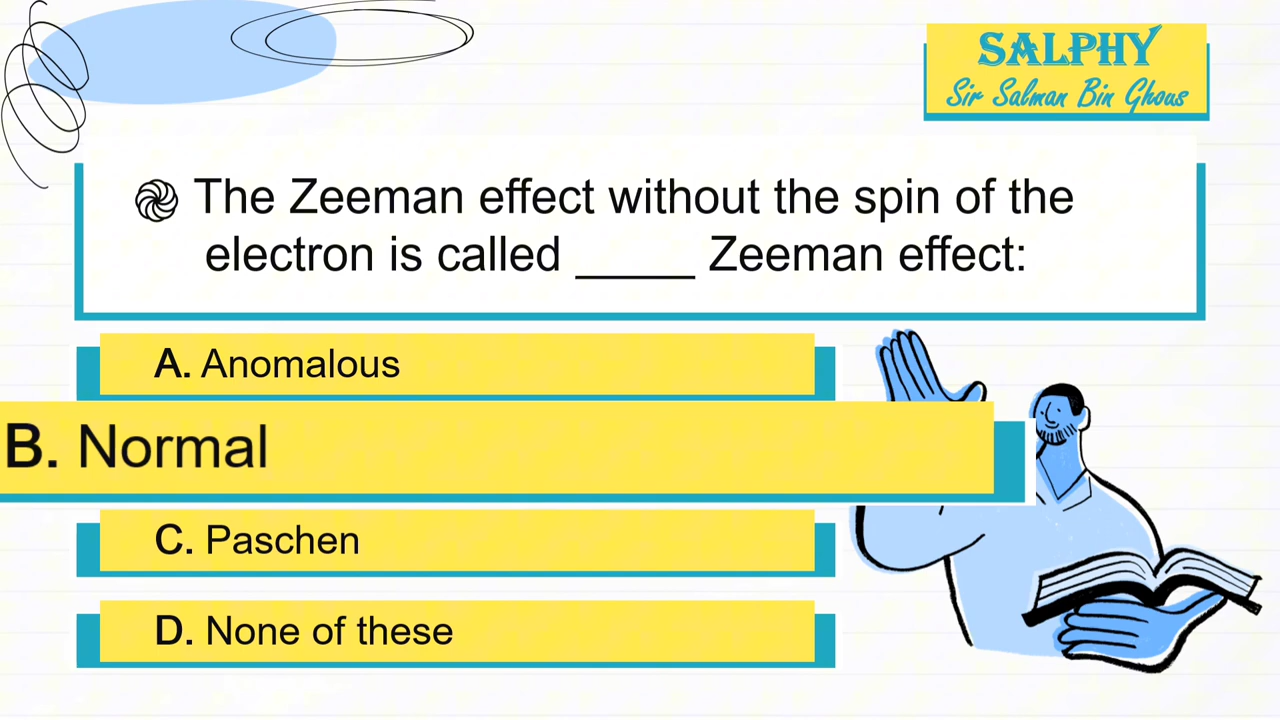 SALPHY
Sir Salman Bin Ghous
The Zeeman effect without the spin of the
electron is called _____ Zeeman effect:
A. Anomalous
B. Normal
C. Paschen
D. None of these